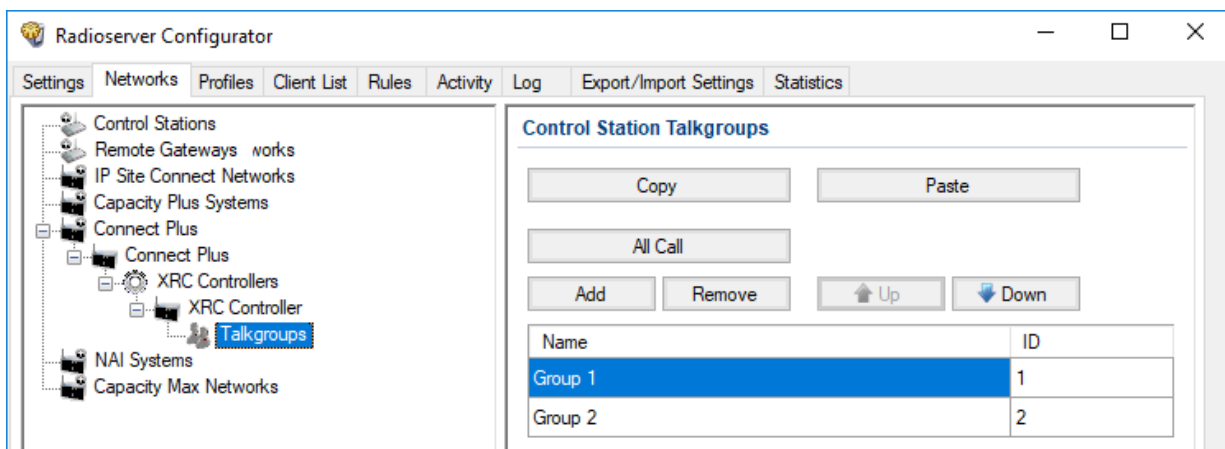 Radioserver Configurator
Settings Networks Profiles Client List Rules Activity Log Export/Import Settings Statistics
Control Stations
Remote Gateways works
IP Site Connect Networks
Capacity Plus Systems
Connect Plus
Connect Plus
XRC Controllers
XRC Controller
Talkgroups
NAI Systems
Capacity Max Networks
Control Station Talkgroups
Copy Paste
All Call
Add Remove Up Down
Name ID
Group 1 1
Group 2 2